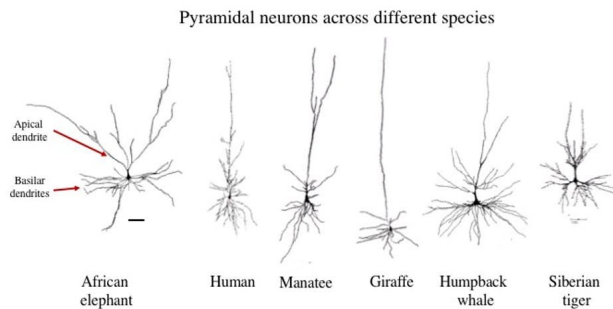 Pyramidal neurons across different species
Apical
dendrite
Basilar
dendrites
African
elephant
Human
Manatee
Giraffe
Humpback
whale
Siberian
tiger